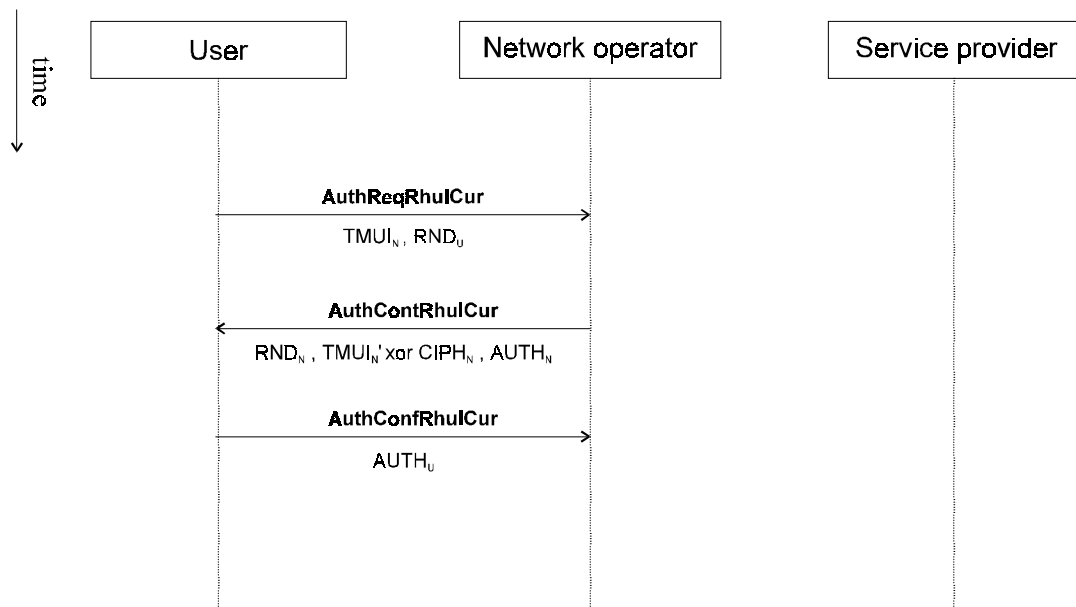 time
User
Network operator
Service provider
AuthReqRhulCur
TMUI_N , RND_U
AuthContRhulCur
RND_N , TMUI_N' xor CIPH_N , AUTH_N
AuthConfRhulCur
AUTH_U